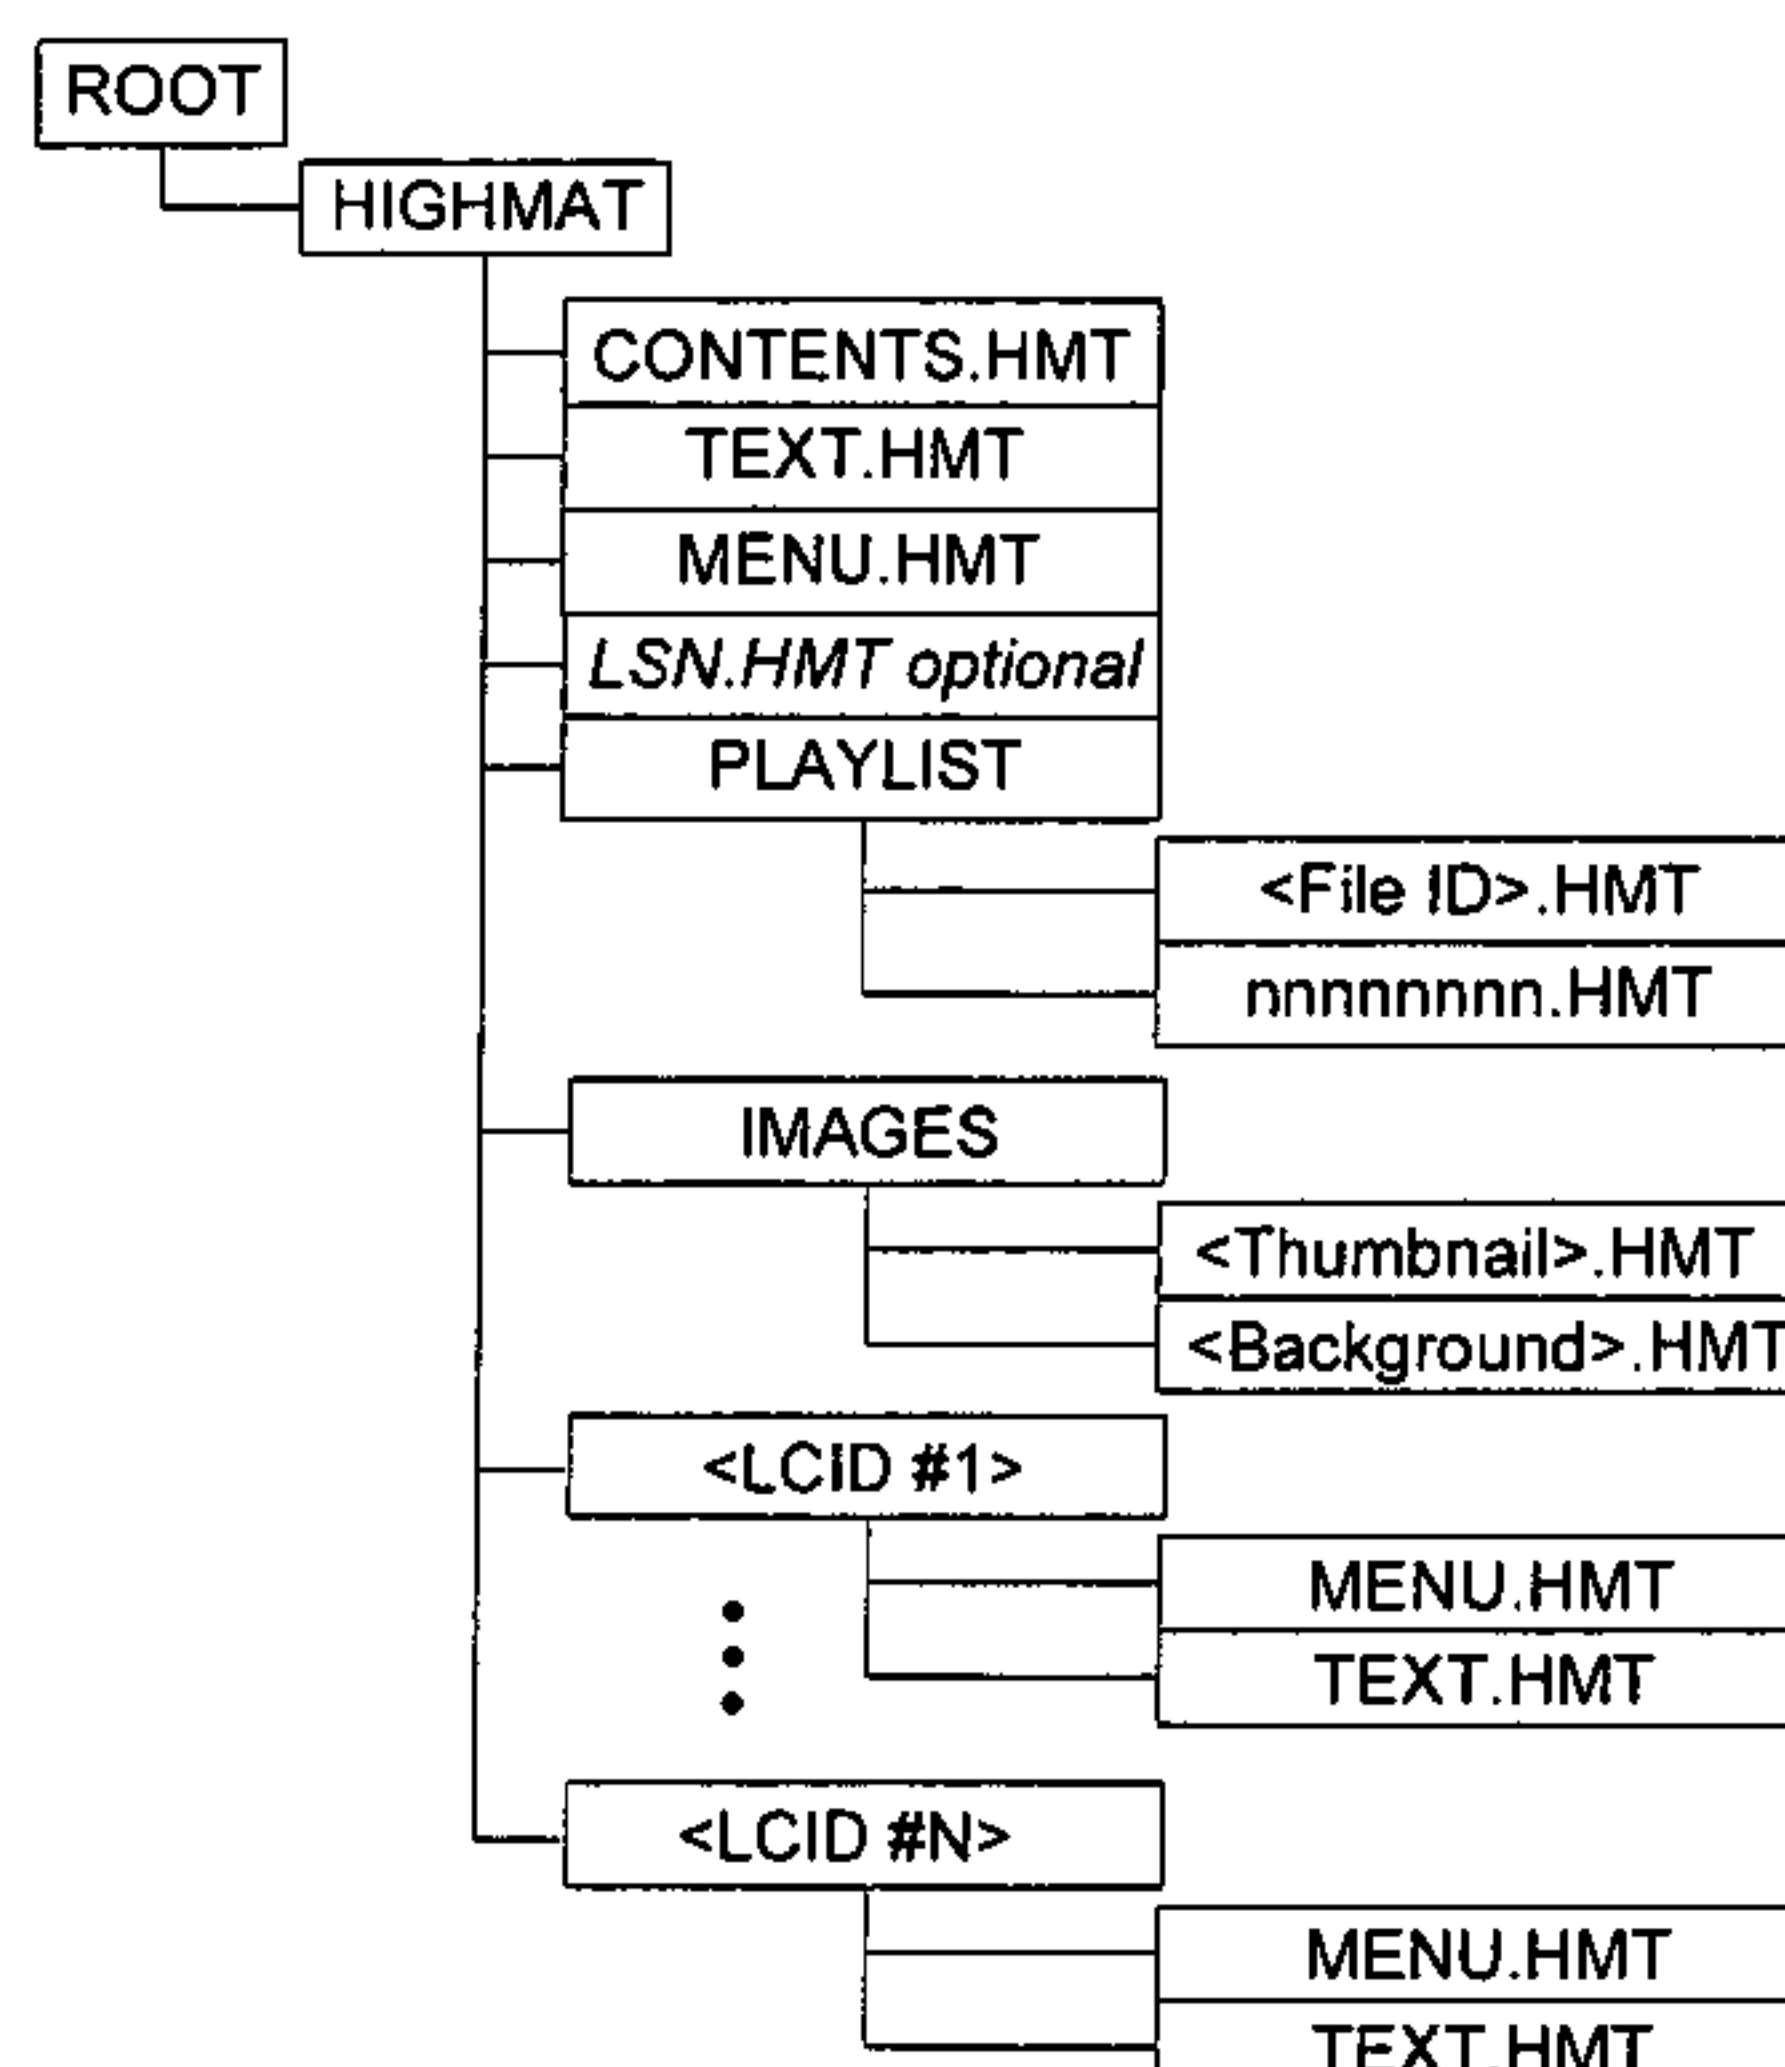 ROOT
HIGHMAT
CONTENTS.HMT
TEXT.HMT
MENU.HMT
LSN.HMT optional
PLAYLIST
<File ID>.HMT
nnnnnnnn.HMT
IMAGES
<Thumbnail>.HMT
<Background>.HMT
<LCID #1>
MENU.HMT
TEXT.HMT
<LCID #N>
MENU.HMT
TEXT.HMT